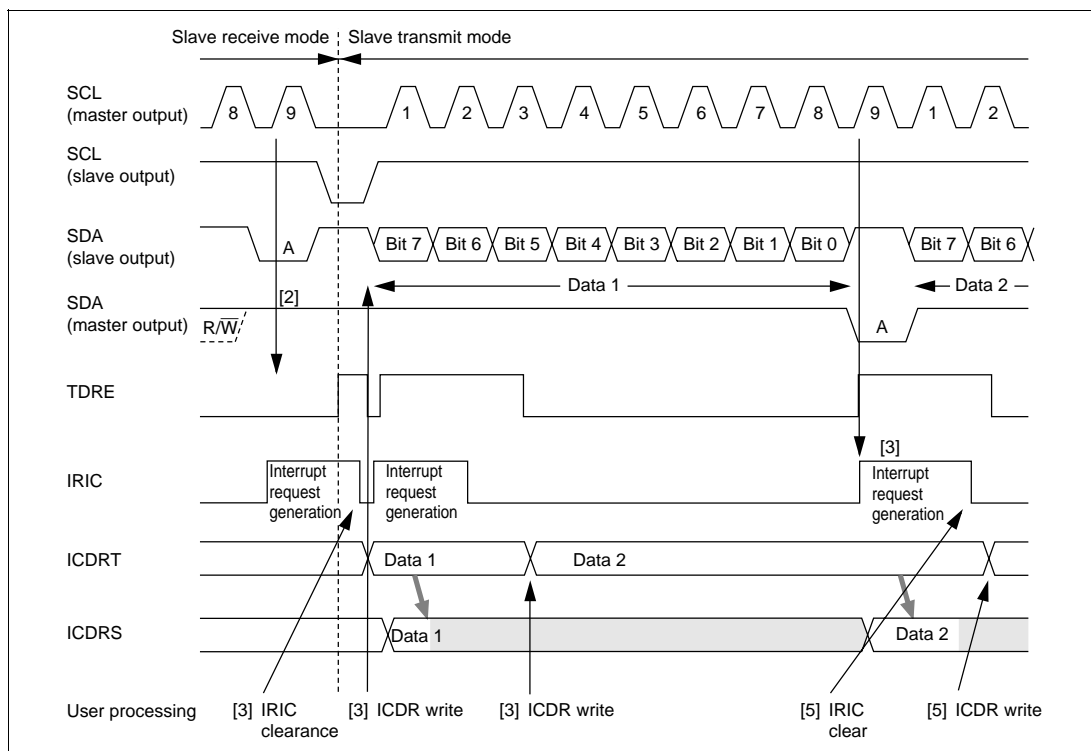 Slave receive mode Slave transmit mode
SCL
(master output)
8 9 1 2 3 4 5 6 7 8 9 1 2
SCL
(slave output)
SDA
(slave output)
A Bit 7 Bit 6 Bit 5 Bit 4 Bit 3 Bit 2 Bit 1 Bit 0 Bit 7 Bit 6
Data 1 Data 2
[2]
SDA
(master output)
R/W̅ A
TDRE
[3]
IRIC
Interrupt
request
generation
Interrupt
request
generation
Interrupt
request
generation
ICDRT
Data 1 Data 2
ICDRS
Data 1 Data 2
User processing
[3] IRIC
clearance
[3] ICDR write
[3] ICDR write
[5] IRIC
clear
[5] ICDR write